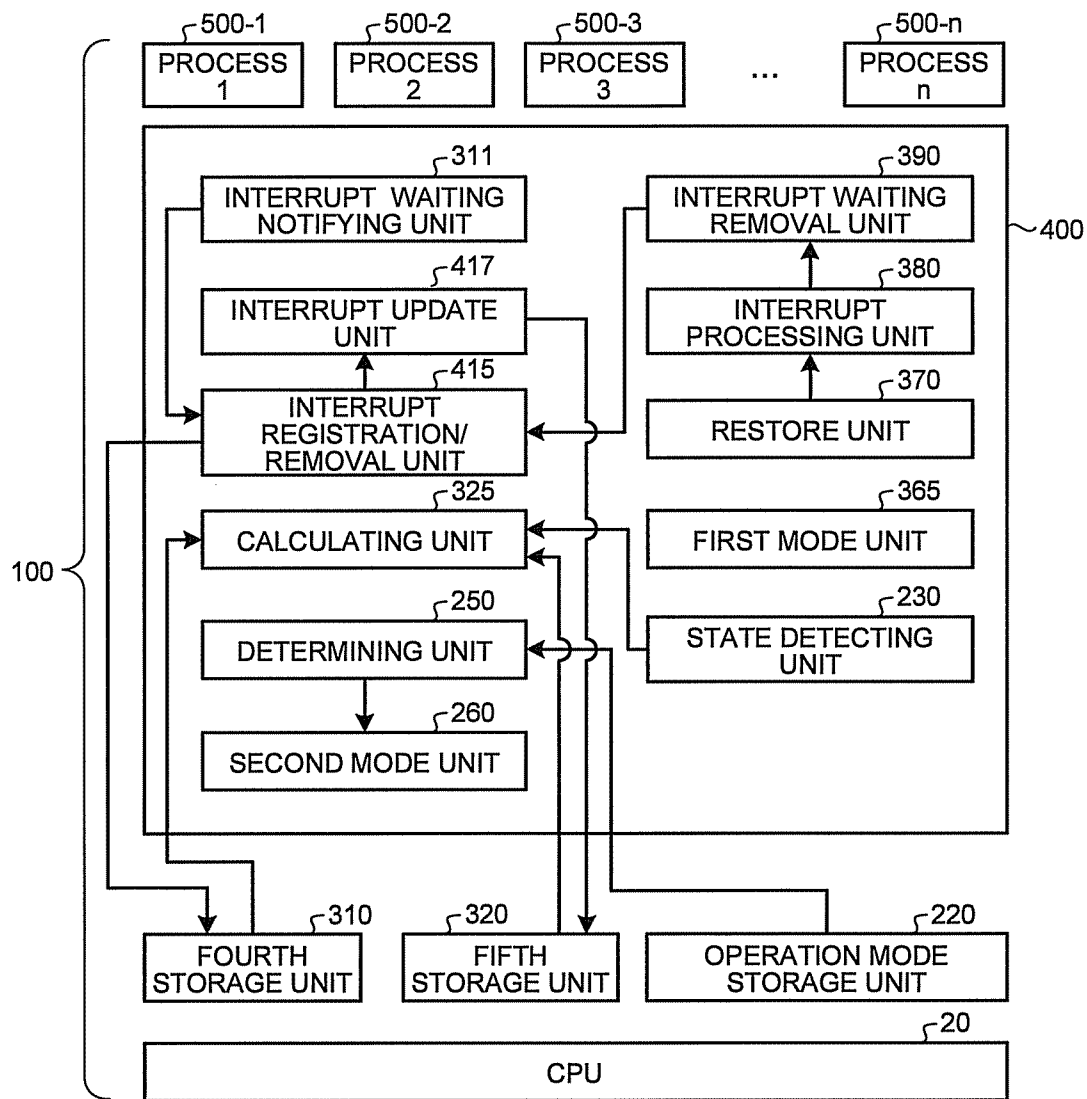 500-1
500-2
500-3
500-n
PROCESS
1
PROCESS
2
PROCESS
3
...
PROCESS
n
311
INTERRUPT WAITING
NOTIFYING UNIT
390
INTERRUPT WAITING
REMOVAL UNIT
400
417
INTERRUPT UPDATE
UNIT
380
INTERRUPT
PROCESSING UNIT
415
INTERRUPT
REGISTRATION/
REMOVAL UNIT
370
RESTORE UNIT
325
CALCULATING UNIT
365
FIRST MODE UNIT
100
250
DETERMINING UNIT
230
STATE DETECTING
UNIT
260
SECOND MODE UNIT
310
FOURTH
STORAGE UNIT
320
FIFTH
STORAGE UNIT
220
OPERATION MODE
STORAGE UNIT
20
CPU